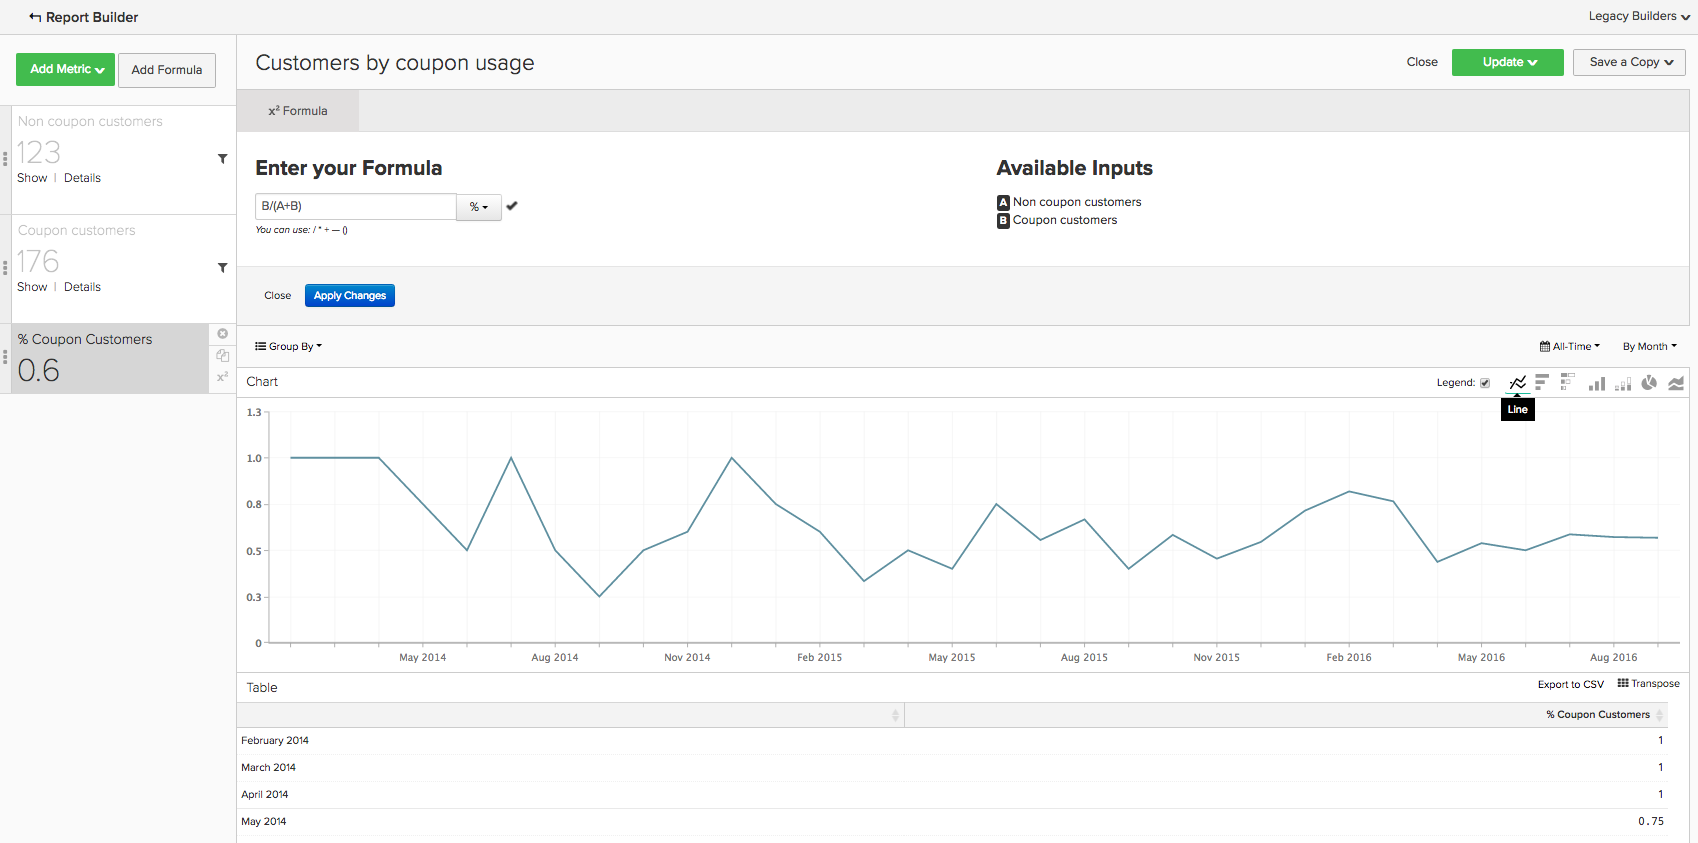 Report Builder
Legacy Builders
Add Metric
Add Formula
Customers by coupon usage
Close
Update
Save a Copy
x² Formula
Non coupon customers
123
Show | Details
Coupon customers
176
Show | Details
% Coupon Customers
0.6
x²
Enter your Formula
B/(A+B)
%
You can use: / * + — ()
Available Inputs
A Non coupon customers
B Coupon customers
Close
Apply Changes
Group By
All-Time
By Month
Chart
Legend:
Line
1.3
1.0
0.8
0.5
0.3
0
May 2014
Aug 2014
Nov 2014
Feb 2015
May 2015
Aug 2015
Nov 2015
Feb 2016
May 2016
Aug 2016
Table
Export to CSV
Transpose
% Coupon Customers
February 2014 1
March 2014 1
April 2014 1
May 2014 0.75